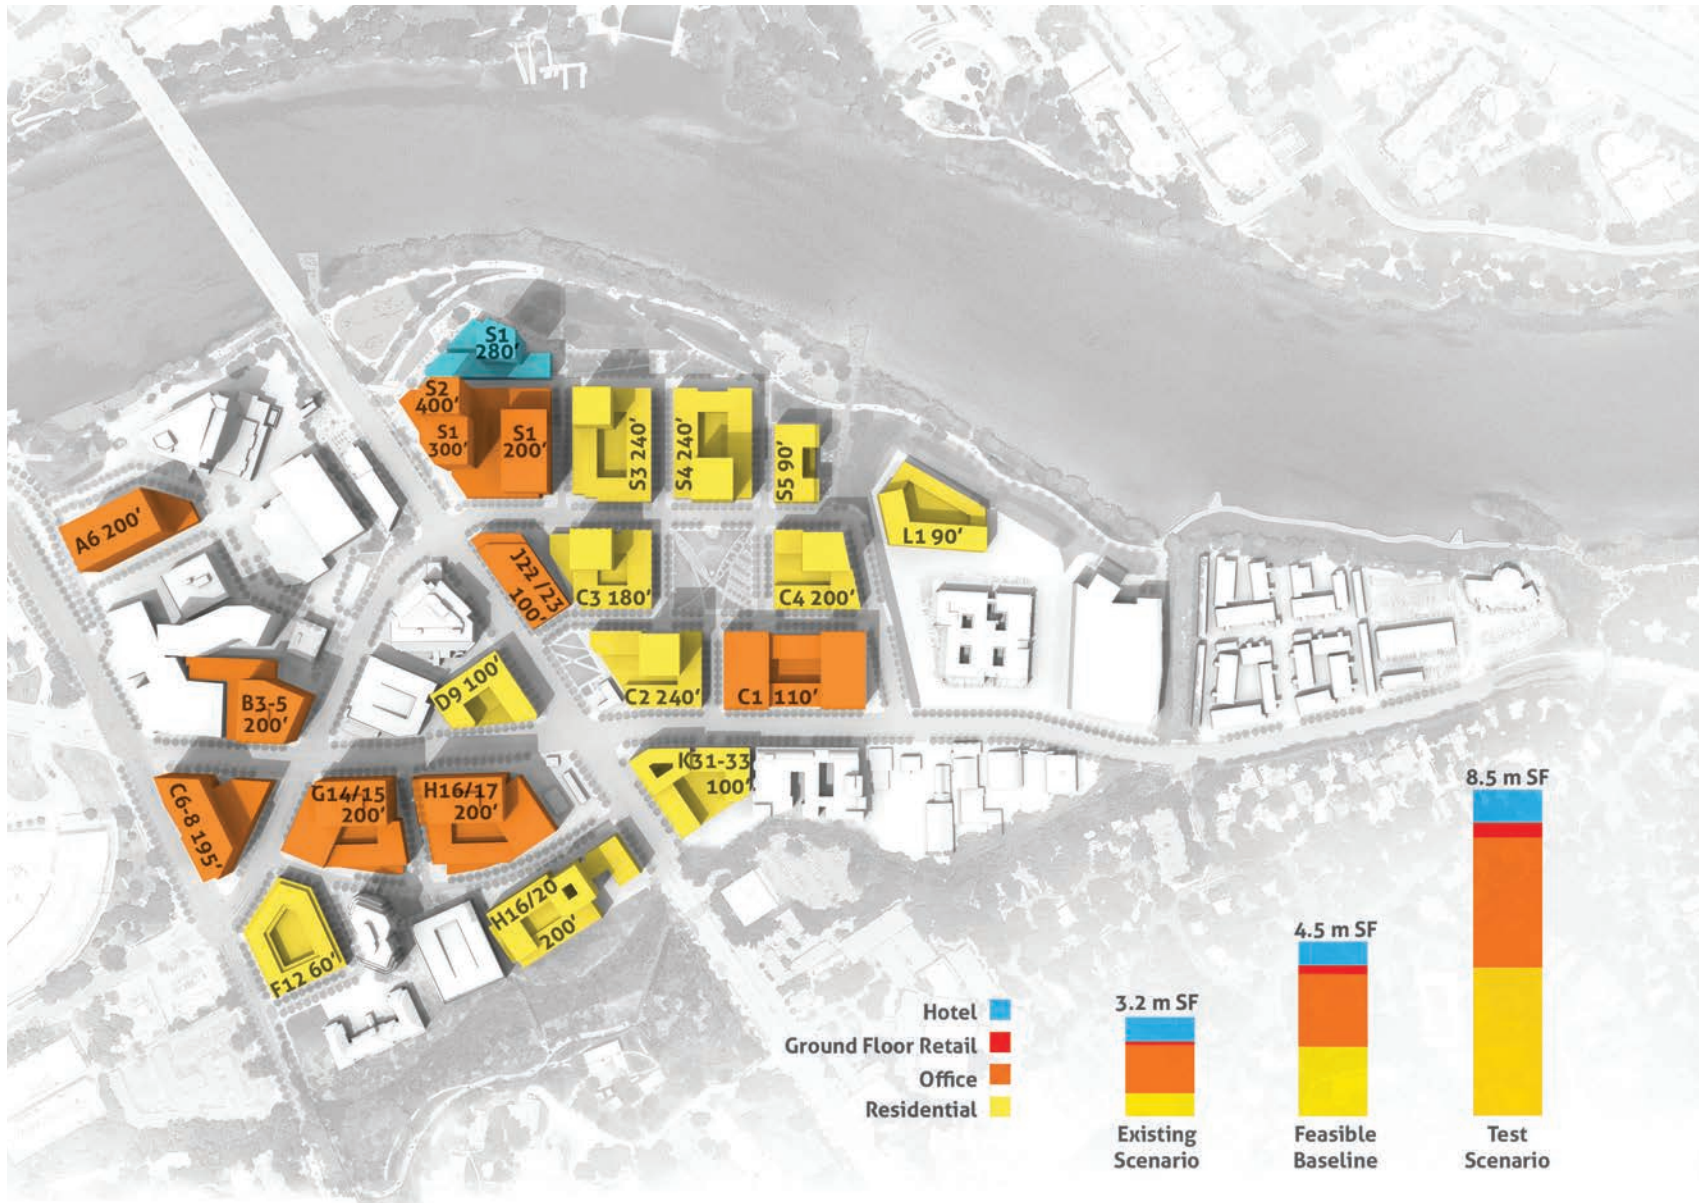 S1
280'
S2
400'
S1
300'
S1
200'
S3 240'
S4 240'
S5 90'
A6 200'
L1 90'
J22 /23
100'
C3 180'
C4 200'
B3-5
200'
D9 100'
C2 240'
C1 110'
C6-8 195'
G14/15
200'
H16/17
200'
K31-33
100'
H16/20
200'
F12 60'
Hotel
Ground Floor Retail
Office
Residential
3.2 m SF
4.5 m SF
8.5 m SF
Existing
Scenario
Feasible
Baseline
Test
Scenario